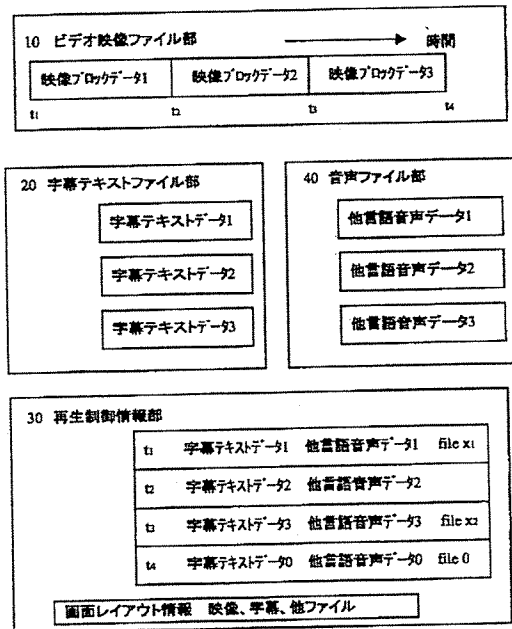 10 ビデオ映像ファイル部 時間
映像ブロックデータ1 映像ブロックデータ2 映像ブロックデータ3
t1 t2 t3 t4
20 字幕テキストファイル部
字幕テキストデータ1
字幕テキストデータ2
字幕テキストデータ3
40 音声ファイル部
他言語音声データ1
他言語音声データ2
他言語音声データ3
30 再生制御情報部
t1 字幕テキストデータ1 他言語音声データ1 file x1
t2 字幕テキストデータ2 他言語音声データ2
t3 字幕テキストデータ3 他言語音声データ3 file x2
t4 字幕テキストデータ0 他言語音声データ0 file 0
画面レイアウト情報 映像、字幕、他ファイル